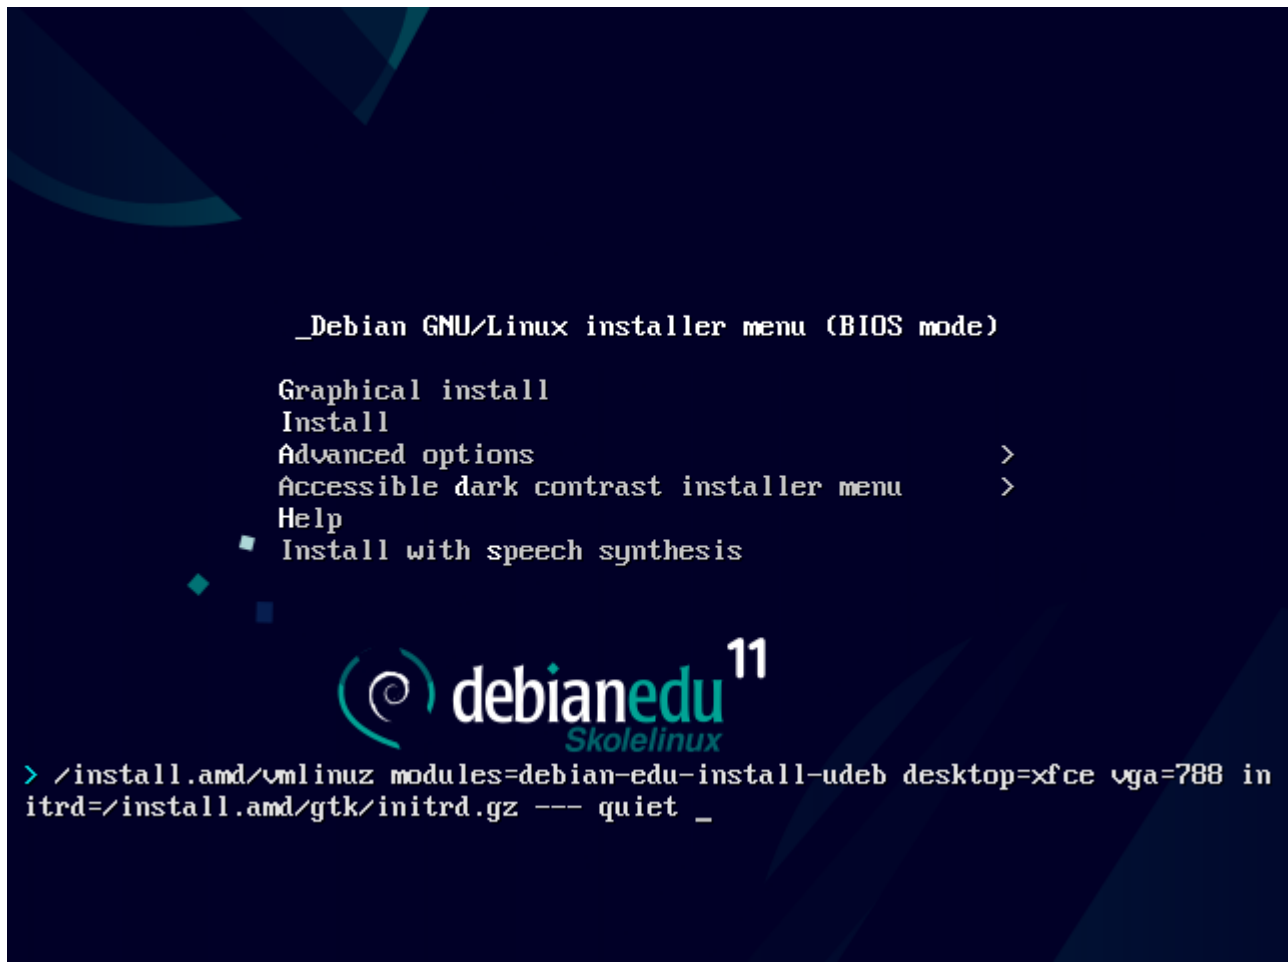 _Debian GNU/Linux installer menu (BIOS mode)
Graphical install
Install
Advanced options >
Accessible dark contrast installer menu >
Help
Install with speech synthesis
debianedu 11
Skolelinux
> /install.amd/vmlinuz modules=debian-edu-install-udeb desktop=xfce vga=788 in
itrd=/install.amd/gtk/initrd.gz --- quiet _